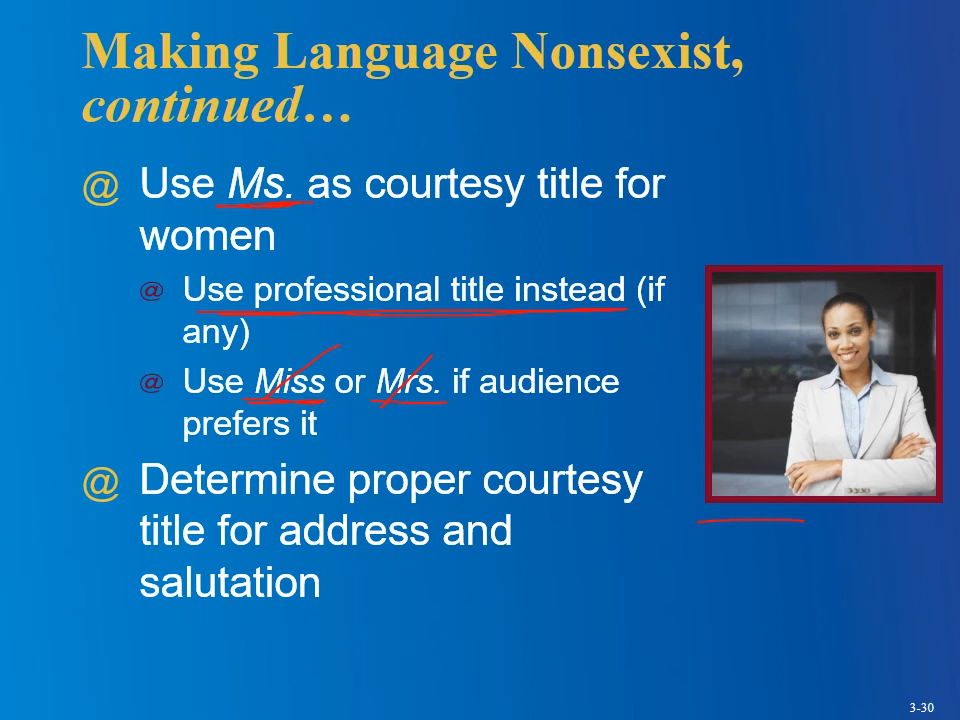 Making Language Nonsexist,
continued…
@ Use Ms. as courtesy title for
women
@ Use professional title instead (if
any)
@ Use Miss or Mrs. if audience
prefers it
@ Determine proper courtesy
title for address and
salutation
3-30